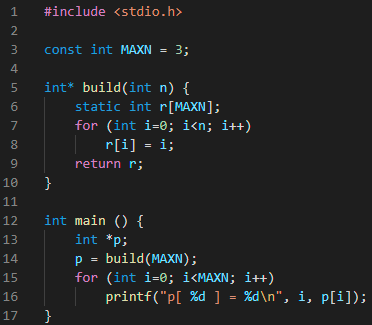 1 #include <stdio.h>
2
3 const int MAXN = 3;
4
5 int* build(int n) {
6     static int r[MAXN];
7     for (int i=0; i<n; i++)
8         r[i] = i;
9     return r;
10 }
11
12 int main () {
13     int *p;
14     p = build(MAXN);
15     for (int i=0; i<MAXN; i++)
16         printf("p[ %d ] = %d\n", i, p[i]);
17 }